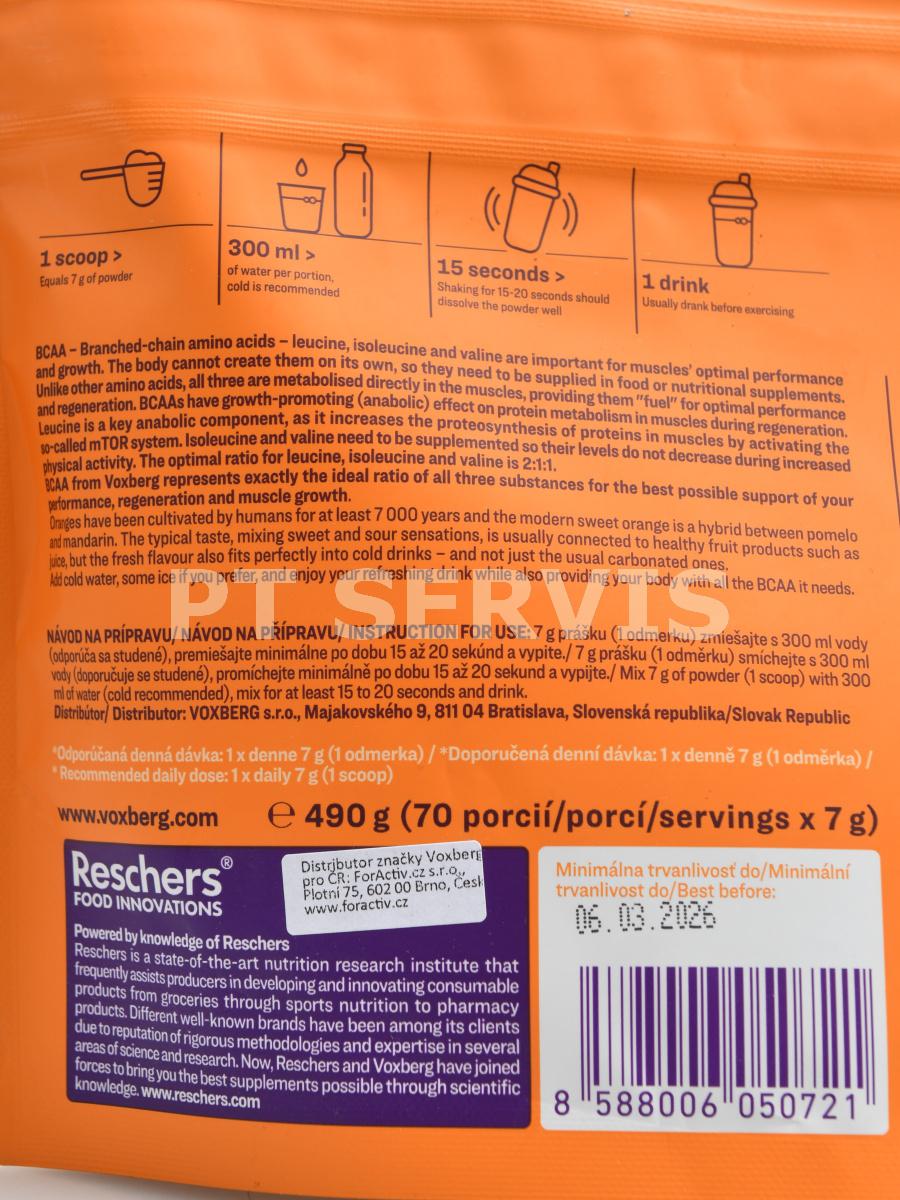 1 scoop >
Equals 7 g of powder
300 ml >
of water per portion,
cold is recommended
15 seconds >
Shaking for 15-20 seconds should
dissolve the powder well
1 drink
Usually drank before exercising
BCAA – Branched-chain amino acids – leucine, isoleucine and valine are important for muscles' optimal performance
and growth. The body cannot create them on its own, so they need to be supplied in food or nutritional supplements.
Unlike other amino acids, all three are metabolised directly in the muscles, providing them "fuel" for optimal performance
and regeneration. BCAAs have growth-promoting (anabolic) effect on protein metabolism in muscles during regeneration.
Leucine is a key anabolic component, as it increases the proteosynthesis of proteins in muscles by activating the
so-called mTOR system. Isoleucine and valine need to be supplemented so their levels do not decrease during increased
physical activity. The optimal ratio for leucine, isoleucine and valine is 2:1:1.
BCAA from Voxberg represents exactly the ideal ratio of all three substances for the best possible support of your
performance, regeneration and muscle growth.
Oranges have been cultivated by humans for at least 7 000 years and the modern sweet orange is a hybrid between pomelo
and mandarin. The typical taste, mixing sweet and sour sensations, is usually connected to healthy fruit products such as
juice, but the fresh flavour also fits perfectly into cold drinks – and not just the usual carbonated ones.
Add cold water, some ice if you prefer, and enjoy your refreshing drink while also providing your body with all the BCAA it needs.
PT SERVIS
NÁVOD NA PRÍPRAVU/ NÁVOD NA PŘÍPRAVU/ INSTRUCTION FOR USE: 7 g prášku (1 odmerku) zmiešajte s 300 ml vody
(odporúča sa studené), premiešajte minimálne po dobu 15 až 20 sekúnd a vypite./ 7 g prášku (1 odměrku) smíchejte s 300 ml
vody (doporučuje se studené), promíchejte minimálně po dobu 15 až 20 sekund a vypijte./ Mix 7 g of powder (1 scoop) with 300
ml of water (cold recommended), mix for at least 15 to 20 seconds and drink.
Distribútor/ Distributor: VOXBERG s.r.o., Majakovského 9, 811 04 Bratislava, Slovenská republika/Slovak Republic
*Odporúčaná denná dávka: 1 x denne 7 g (1 odmerka) / *Doporučená denní dávka: 1 x denně 7 g (1 odměrka) /
* Recommended daily dose: 1 x daily 7 g (1 scoop)
www.voxberg.com
℮ 490 g (70 porcií/porcí/servings x 7 g)
Reschers®
FOOD INNOVATIONS
Distributor značky Voxberg
pro ČR: ForActiv.cz s.r.o.,
Plotní 75, 602 00 Brno, Česk
www.foractiv.cz
Powered by knowledge of Reschers
Reschers is a state-of-the-art nutrition research institute that
frequently assists producers in developing and innovating consumable
products from groceries through sports nutrition to pharmacy
products. Different well-known brands have been among its clients
due to reputation of rigorous methodologies and expertise in several
areas of science and research. Now, Reschers and Voxberg have joined
forces to bring you the best supplements possible through scientific
knowledge. www.reschers.com
Minimálna trvanlivosť do/Minimální
trvanlivost do/Best before:
06.03.2026
8 588006 050721